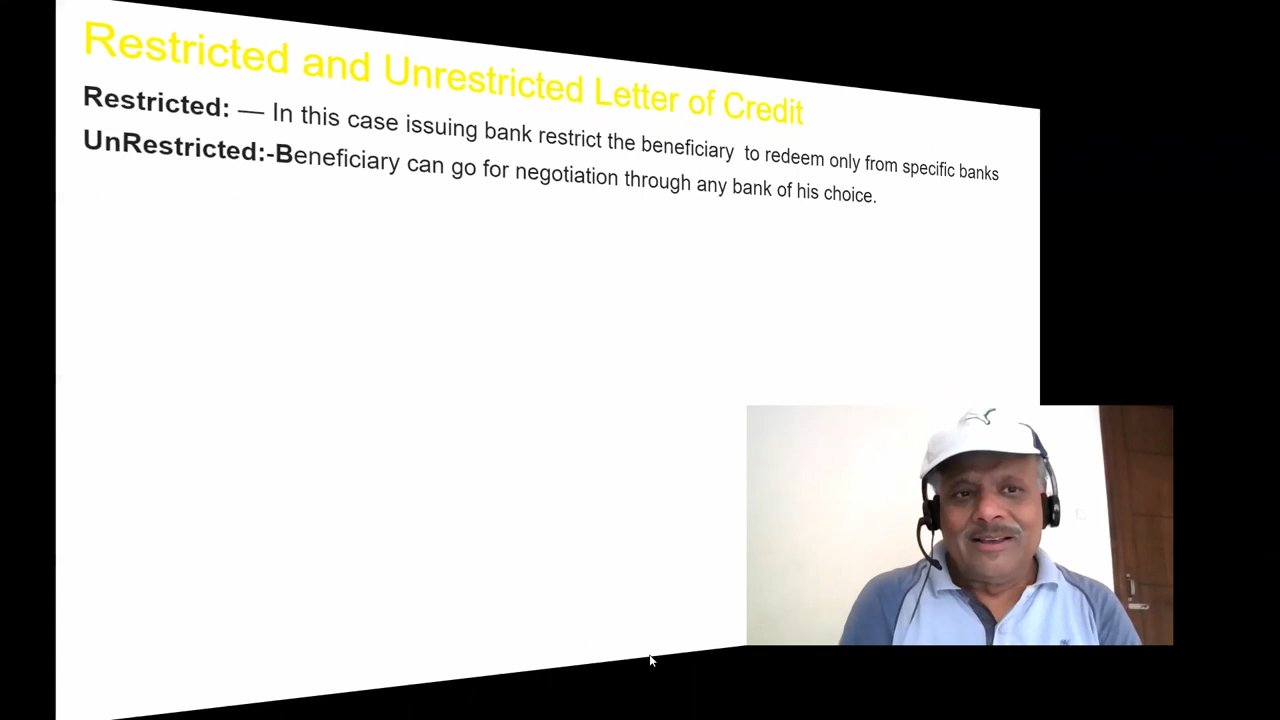 Restricted and Unrestricted Letter of Credit
Restricted: — In this case issuing bank restrict the beneficiary to redeem only from specific banks
UnRestricted:-Beneficiary can go for negotiation through any bank of his choice.